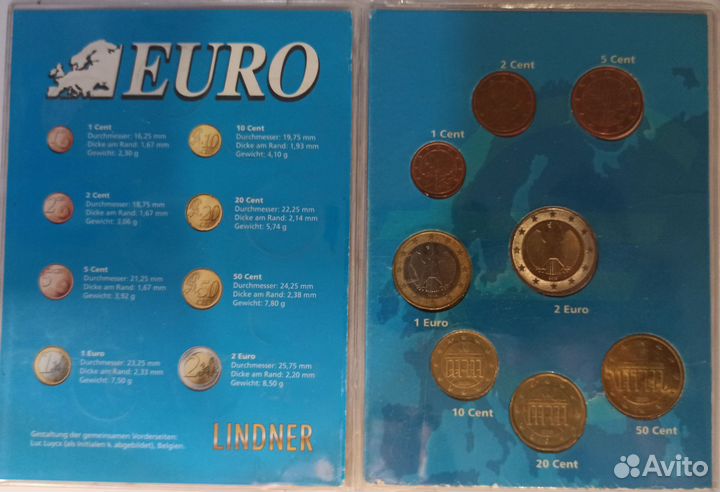 EURO
1 Cent
Durchmesser: 16,25 mm
Dicke am Rand: 1,67 mm
Gewicht: 2,30 g
10 Cent
Durchmesser: 19,75 mm
Dicke am Rand: 1,93 mm
Gewicht: 4,10 g
2 Cent
Durchmesser: 18,75 mm
Dicke am Rand: 1,67 mm
Gewicht: 3,06 g
20 Cent
Durchmesser: 22,25 mm
Dicke am Rand: 2,14 mm
Gewicht: 5,74 g
5 Cent
Durchmesser: 21,25 mm
Dicke am Rand: 1,67 mm
Gewicht: 3,92 g
50 Cent
Durchmesser: 24,25 mm
Dicke am Rand: 2,38 mm
Gewicht: 7,80 g
1 Euro
Durchmesser: 23,25 mm
Dicke am Rand: 2,33 mm
Gewicht: 7,50 g
2 Euro
Durchmesser: 25,75 mm
Dicke am Rand: 2,20 mm
Gewicht: 8,50 g
Gestaltung der gemeinsamen Vorderseiten:
Luc Luycx (als Initialen LL abgebildet), Belgien.
LINDNER
2 Cent
5 Cent
1 Cent
1 Euro
2 Euro
10 Cent
20 Cent
50 Cent
Avito